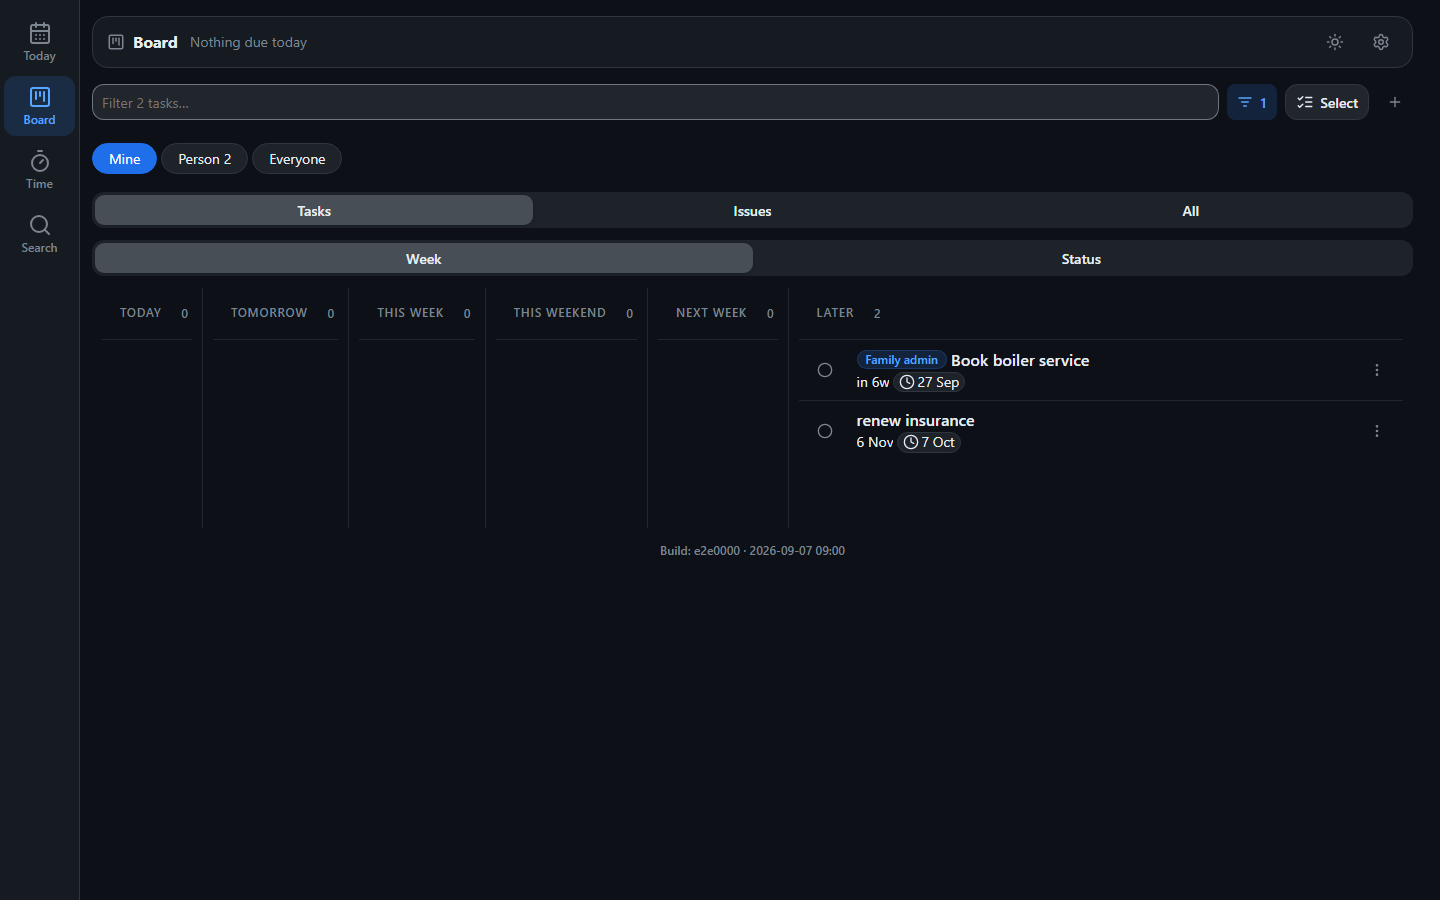 Today
Board
Time
Search
Board Nothing due today
Filter 2 tasks...
1
Select
Mine
Person 2
Everyone
Tasks
Issues
All
Week
Status
TODAY 0
TOMORROW 0
THIS WEEK 0
THIS WEEKEND 0
NEXT WEEK 0
LATER 2
Family admin Book boiler service
in 6w 27 Sep
renew insurance
6 Nov 7 Oct
Build: e2e0000 · 2026-09-07 09:00